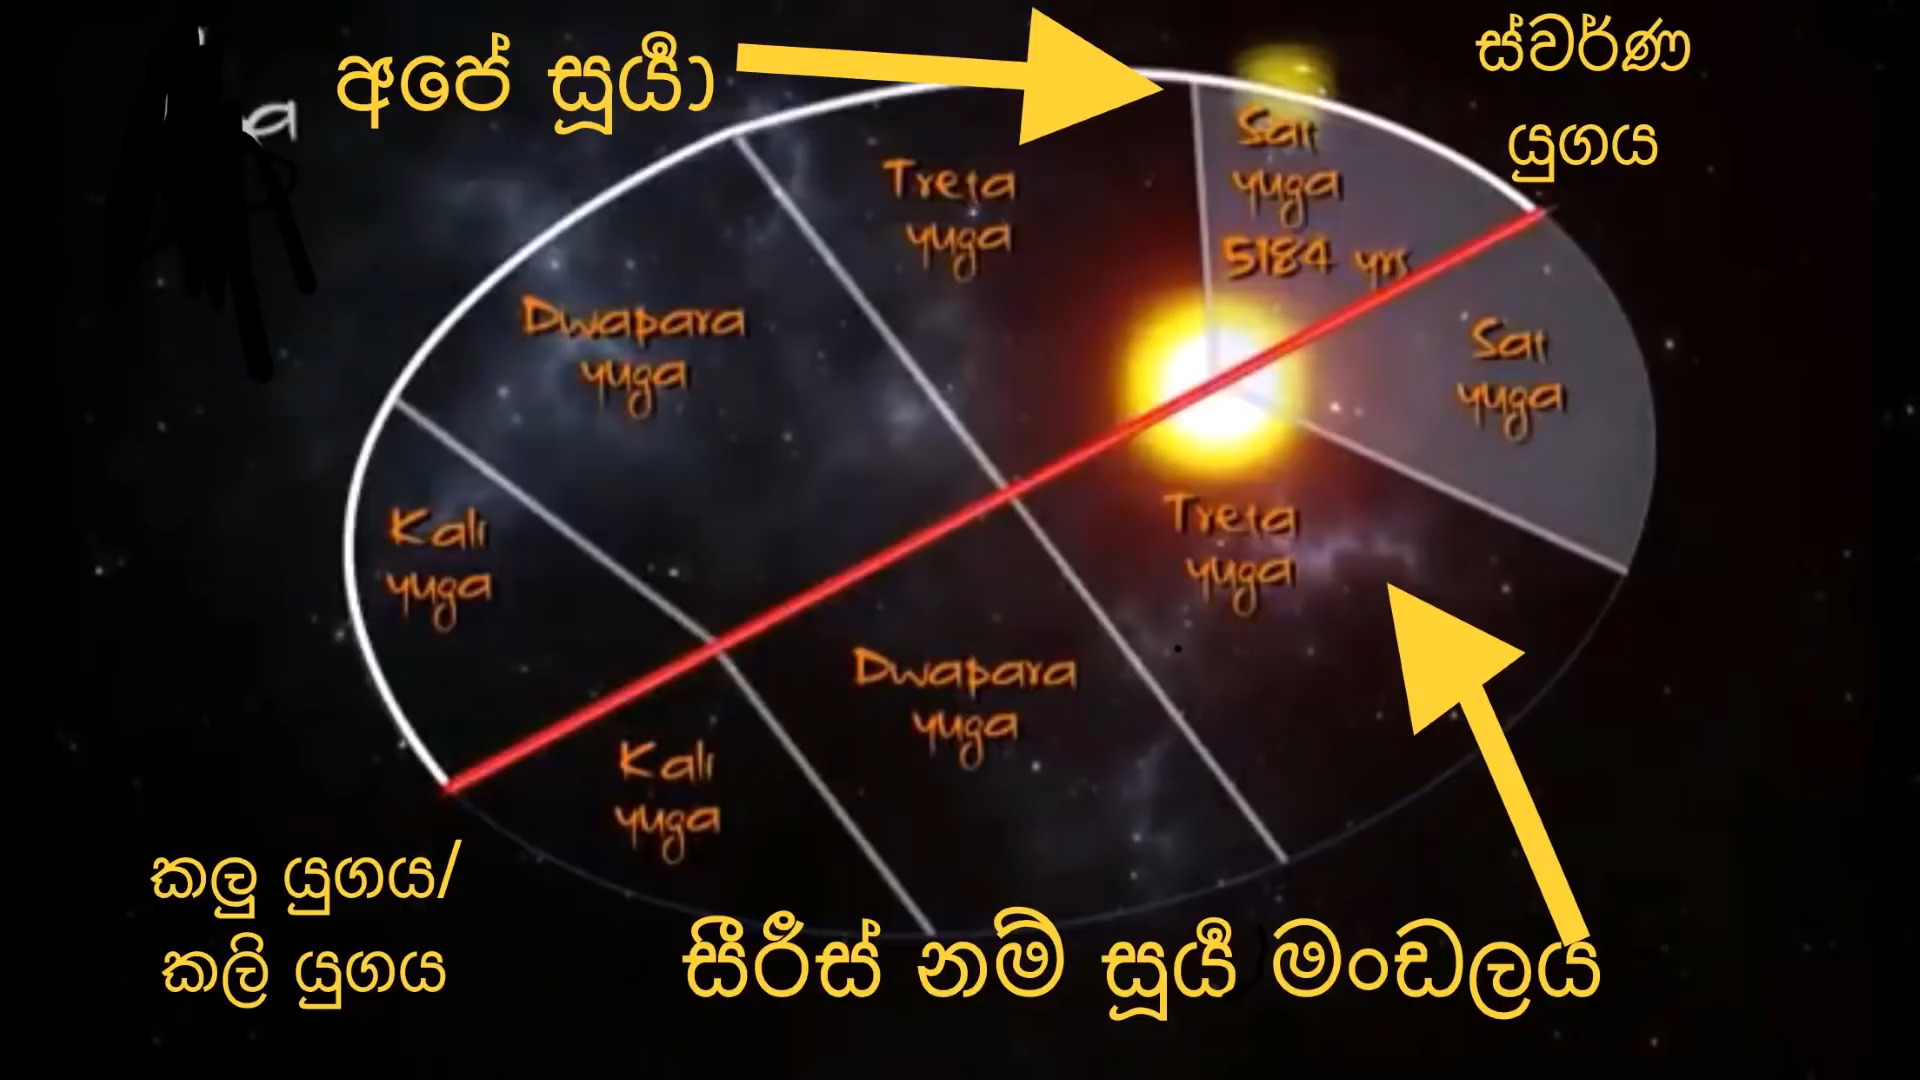 අපේ සූර්‍යා
ස්වර්ණ
යුගය
Sat
yuga
5184 yrs
Treta
yuga
Dwapara
yuga
Sat
yuga
Kali
yuga
Treta
yuga
Dwapara
yuga
Kali
yuga
කලු යුගය/
කලි යුගය
සීරීස් නම් සූර්‍ය මංඩලය